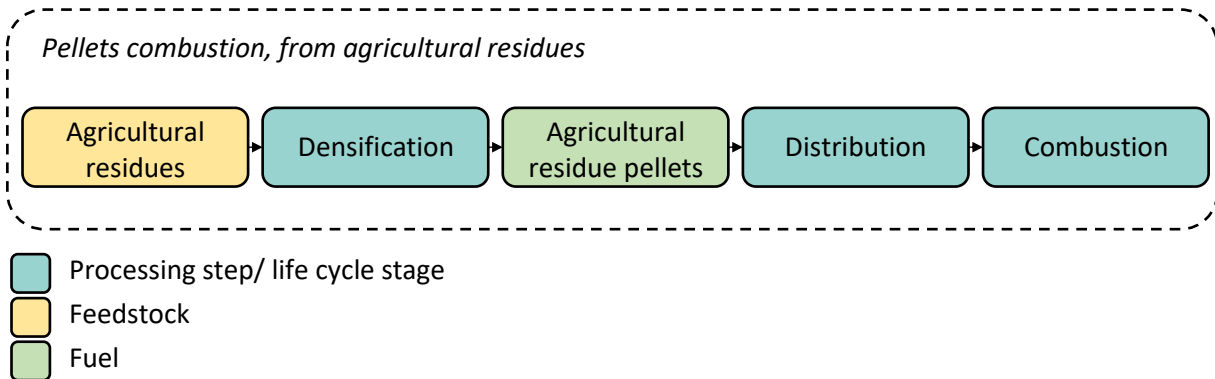 Pellets combustion, from agricultural residues
Agricultural
residues
Densification
Agricultural
residue pellets
Distribution
Combustion
Processing step/ life cycle stage
Feedstock
Fuel